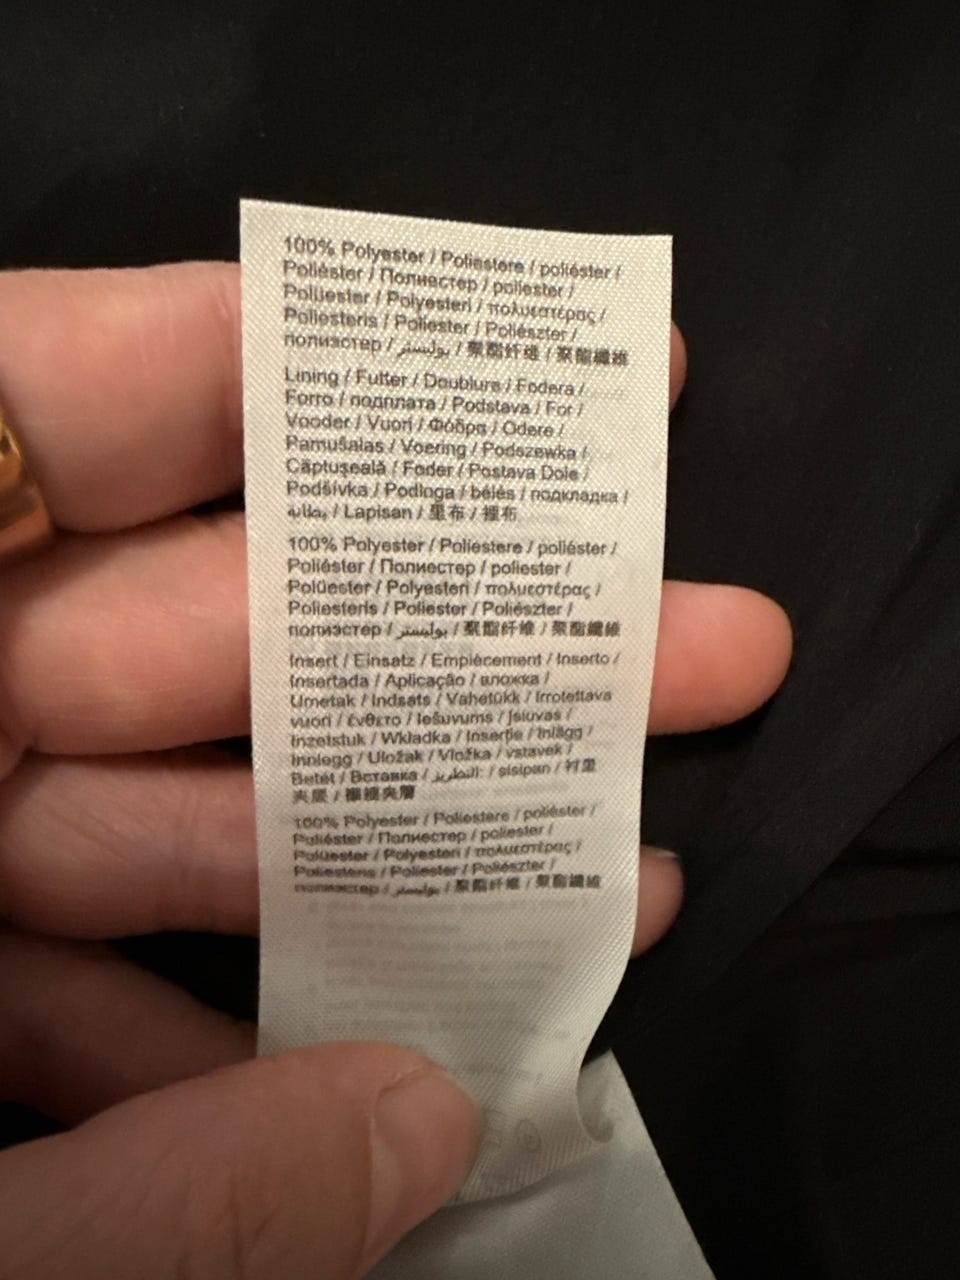 100% Polyester / Poliestere / poliéster /
Poliéster / Полиестер / poliester /
Polüester / Polyesteri / πολυεστέρας /
Poliesteris / Poliester / Poliészter /
полиэстер / بوليستر / 聚酯纤维 / 聚酯纖維
Lining / Futter / Doublure / Fodera /
Forro / подплата / Podstava / For /
Vooder / Vuori / Φόδρα / Odere /
Pamušalas / Voering / Podszewka /
Căptuşeală / Foder / Postava Dole /
Podšívka / Podloga / bélés / подкладка /
بطانه / Lapisan / 里布 / 裡布
100% Polyester / Poliestere / poliéster /
Poliéster / Полиестер / poliester /
Polüester / Polyesteri / πολυεστέρας /
Poliesteris / Poliester / Poliészter /
полиэстер / بوليستر / 聚酯纤维 / 聚酯纖維
Insert / Einsatz / Empiècement / Inserto /
Insertada / Aplicação / вложка /
Umetak / Indsats / Vahetükk / Irrotettava
vuori / ένθετο / Iešuvums / Įsiuvas /
Inzetstuk / Wkładka / Inserţie / Inlägg /
Innlegg / Uložak / Vložka / vstavek /
Betét / Вставка / التطريز: / sisipan / 衬里
夹层 / 襯裡夾層
100% Polyester / Poliestere / poliéster /
Poliéster / Полиестер / poliester /
Polüester / Polyesteri / πολυεστέρας /
Poliesteris / Poliester / Poliészter /
полиэстер / بوليستر / 聚酯纤维 / 聚酯纖維